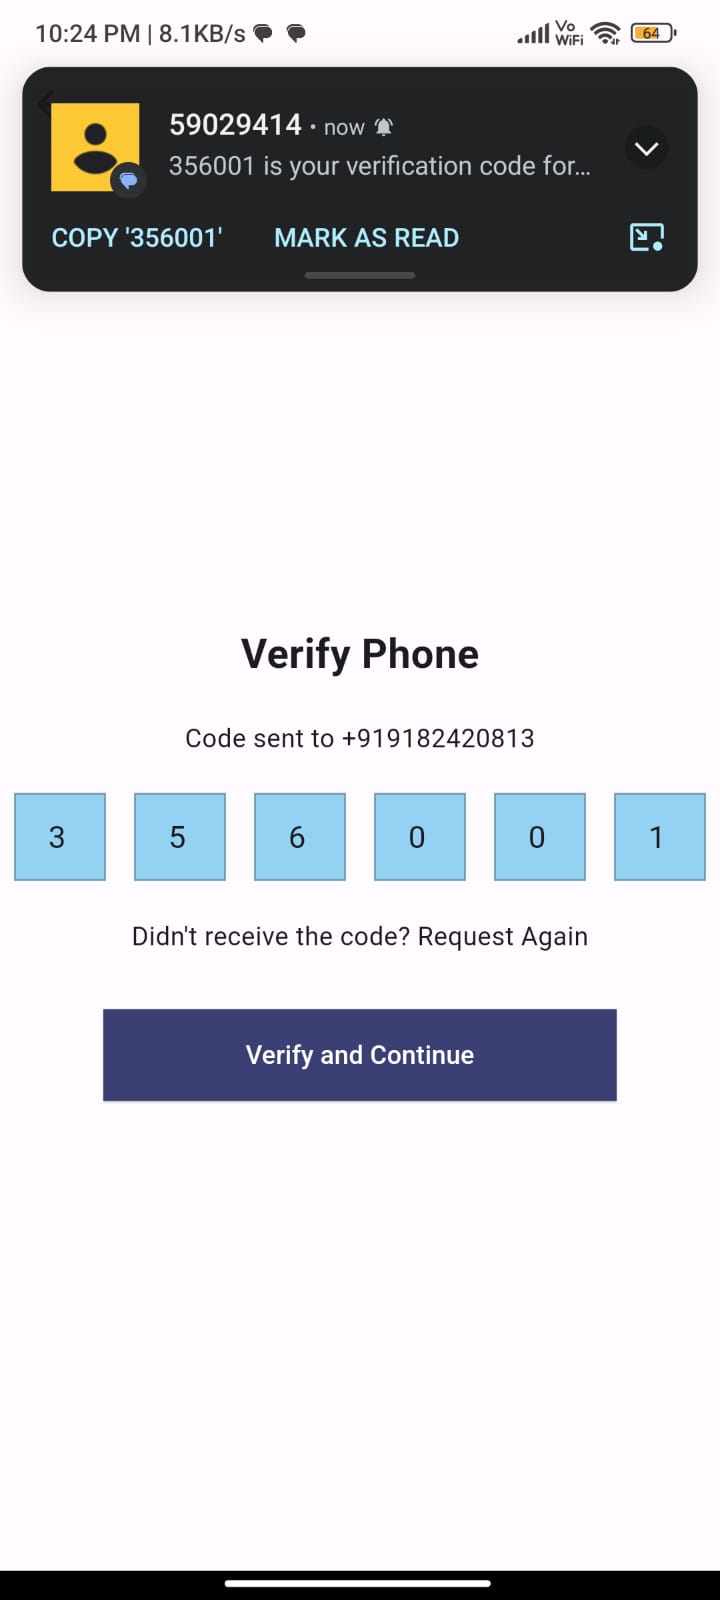 10:24 PM | 8.1KB/s
Vo
WiFi
64
59029414 · now
356001 is your verification code for...
COPY '356001'
MARK AS READ
Verify Phone
Code sent to +919182420813
3 5 6 0 0 1
Didn't receive the code? Request Again
Verify and Continue